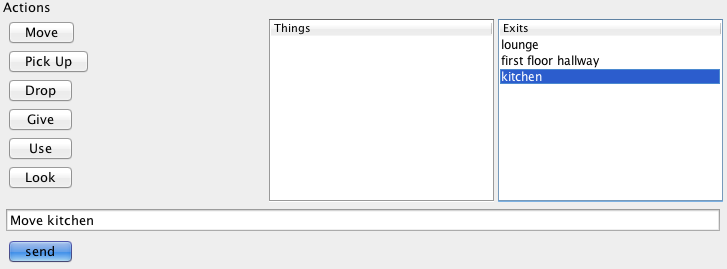 Actions
Move
Pick Up
Drop
Give
Use
Look
Things
Exits
lounge
first floor hallway
kitchen
Move kitchen
send